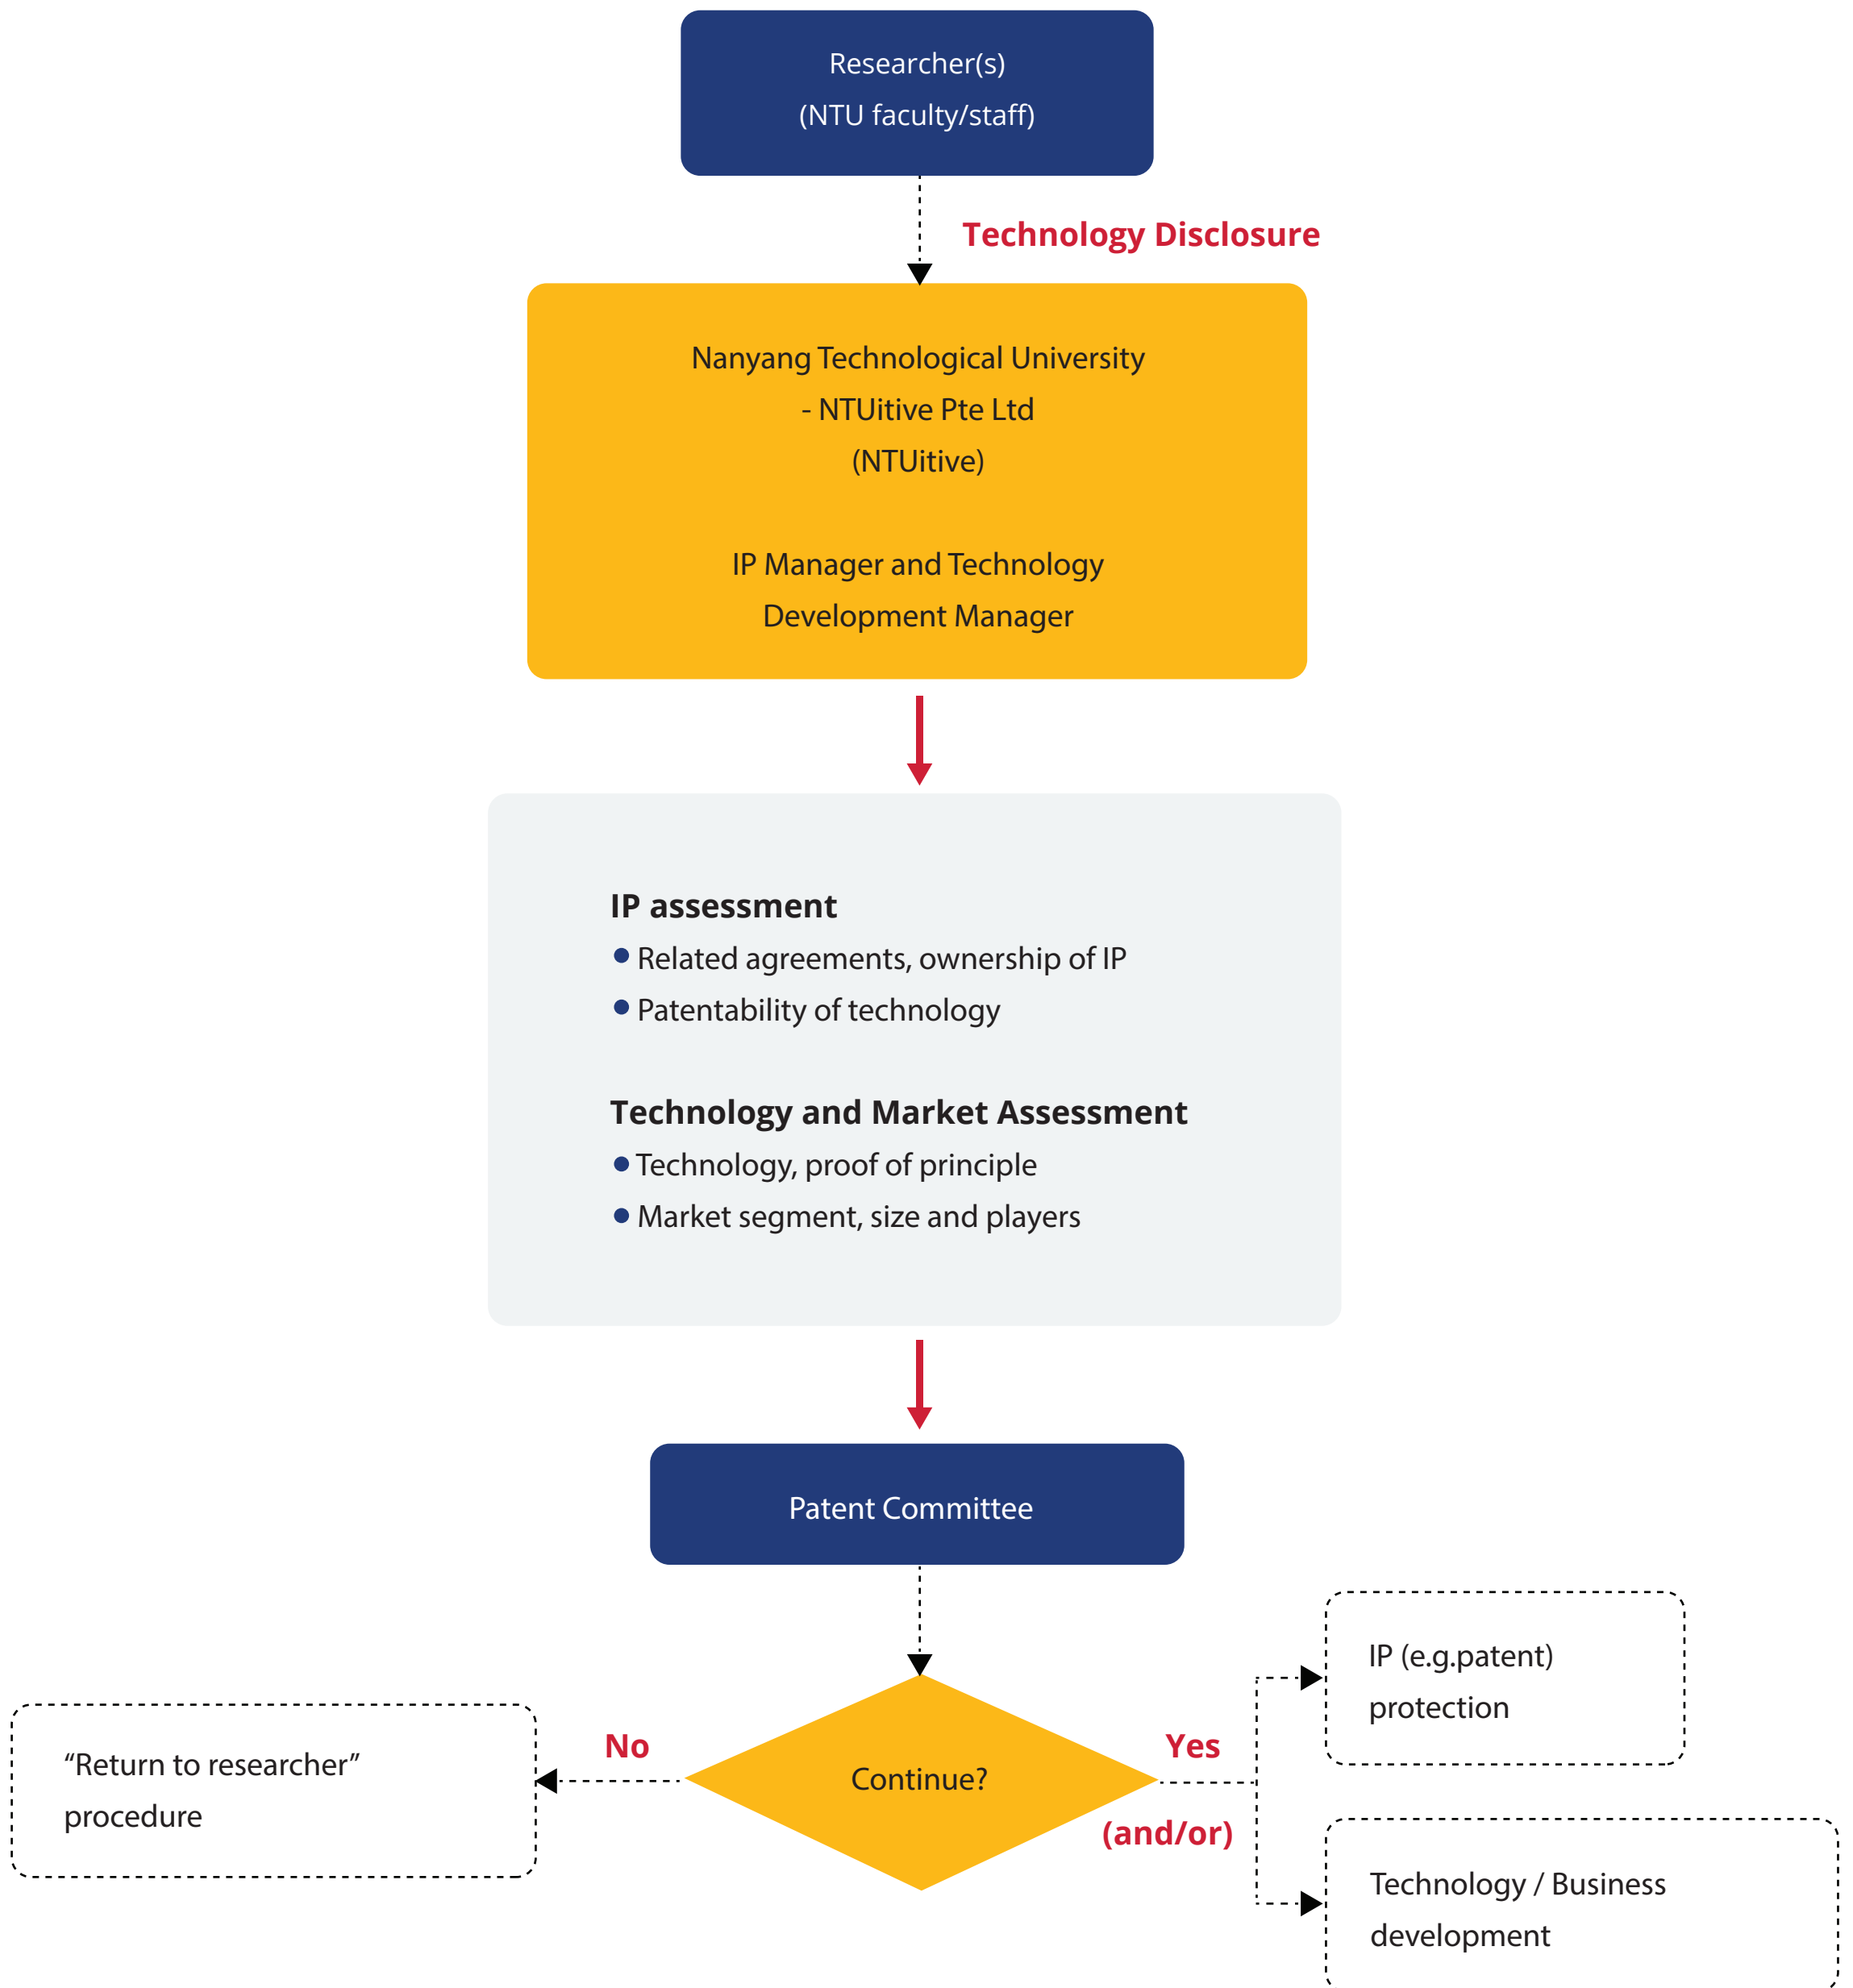 Researcher(s)
(NTU faculty/staff)
Technology Disclosure
Nanyang Technological University
- NTUitive Pte Ltd
(NTUitive)
IP Manager and Technology
Development Manager
IP assessment
Related agreements, ownership of IP
Patentability of technology
Technology and Market Assessment
Technology, proof of principle
Market segment, size and players
Patent Committee
Continue?
No
“Return to researcher”
procedure
Yes
(and/or)
IP (e.g.patent)
protection
Technology / Business
development